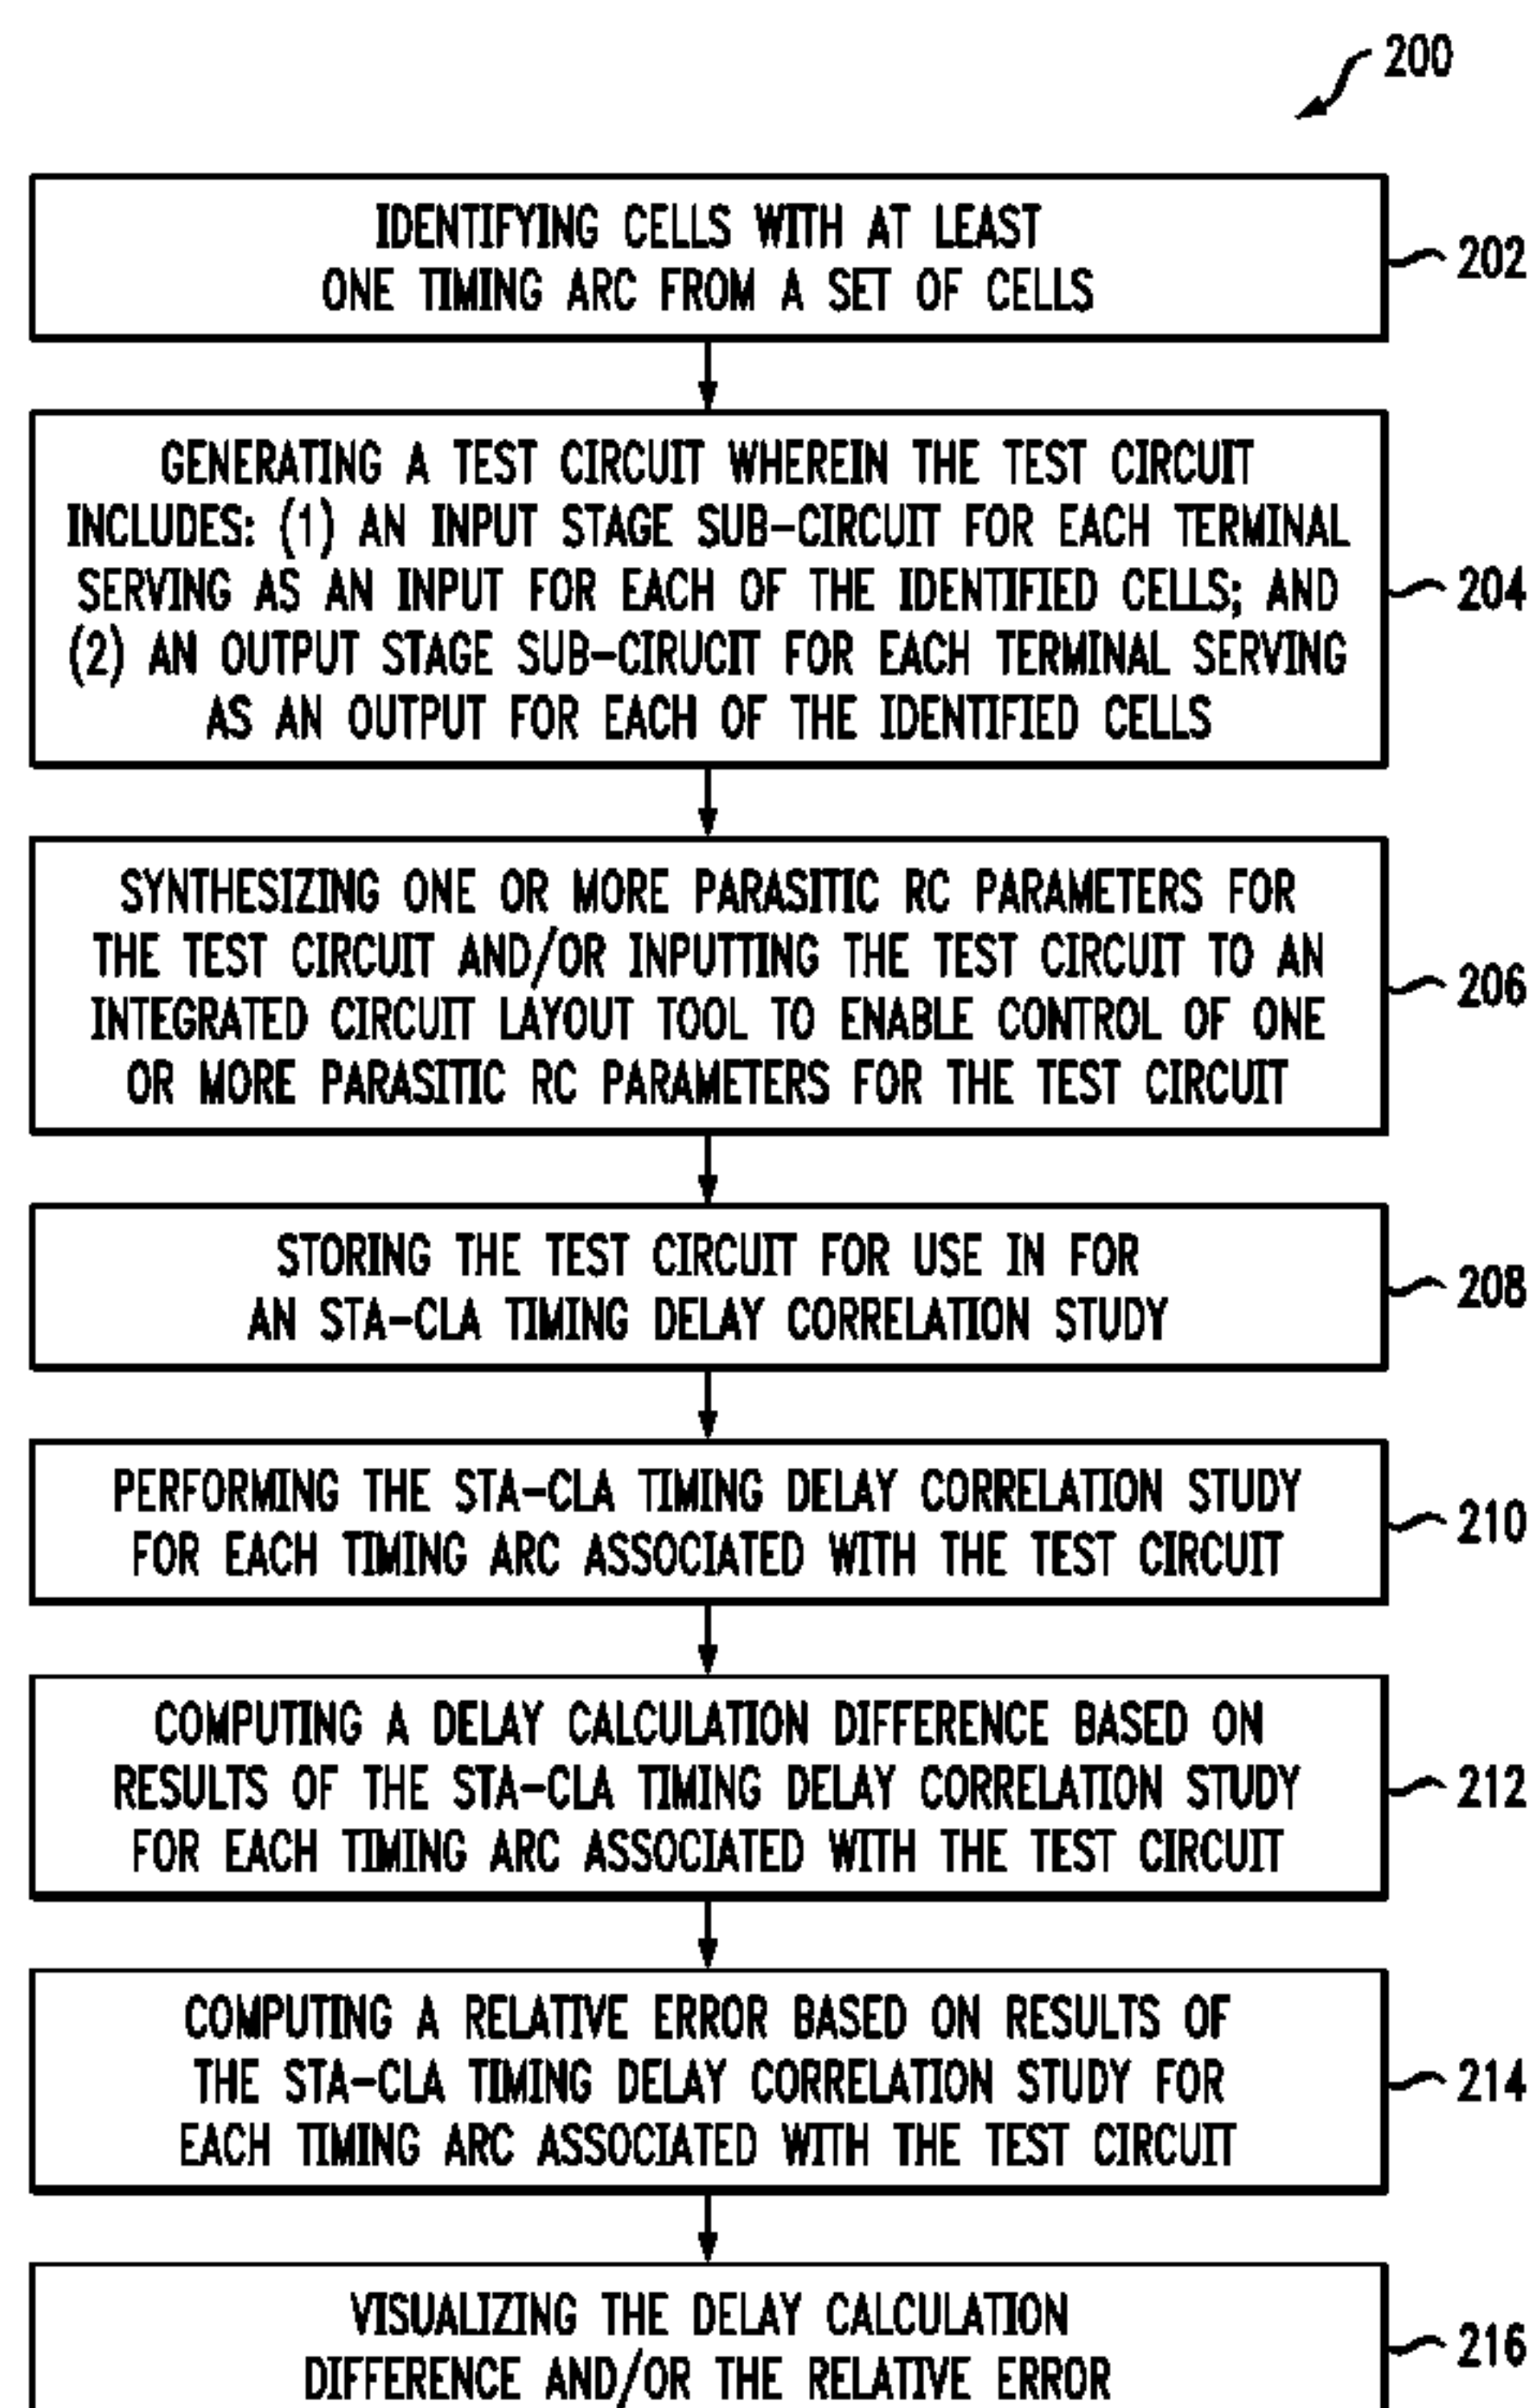 200
IDENTIFYING CELLS WITH AT LEAST
ONE TIMING ARC FROM A SET OF CELLS
202
GENERATING A TEST CIRCUIT WHEREIN THE TEST CIRCUIT
INCLUDES: (1) AN INPUT STAGE SUB-CIRCUIT FOR EACH TERMINAL
SERVING AS AN INPUT FOR EACH OF THE IDENTIFIED CELLS; AND
(2) AN OUTPUT STAGE SUB-CIRUCIT FOR EACH TERMINAL SERVING
AS AN OUTPUT FOR EACH OF THE IDENTIFIED CELLS
204
SYNTHESIZING ONE OR MORE PARASITIC RC PARAMETERS FOR
THE TEST CIRCUIT AND/OR INPUTTING THE TEST CIRCUIT TO AN
INTEGRATED CIRCUIT LAYOUT TOOL TO ENABLE CONTROL OF ONE
OR MORE PARASITIC RC PARAMETERS FOR THE TEST CIRCUIT
206
STORING THE TEST CIRCUIT FOR USE IN FOR
AN STA-CLA TIMING DELAY CORRELATION STUDY
208
PERFORMING THE STA-CLA TIMING DELAY CORRELATION STUDY
FOR EACH TIMING ARC ASSOCIATED WITH THE TEST CIRCUIT
210
COMPUTING A DELAY CALCULATION DIFFERENCE BASED ON
RESULTS OF THE STA-CLA TIMING DELAY CORRELATION STUDY
FOR EACH TIMING ARC ASSOCIATED WITH THE TEST CIRCUIT
212
COMPUTING A RELATIVE ERROR BASED ON RESULTS OF
THE STA-CLA TIMING DELAY CORRELATION STUDY FOR
EACH TIMING ARC ASSOCIATED WITH THE TEST CIRCUIT
214
VISUALIZING THE DELAY CALCULATION
DIFFERENCE AND/OR THE RELATIVE ERROR
216